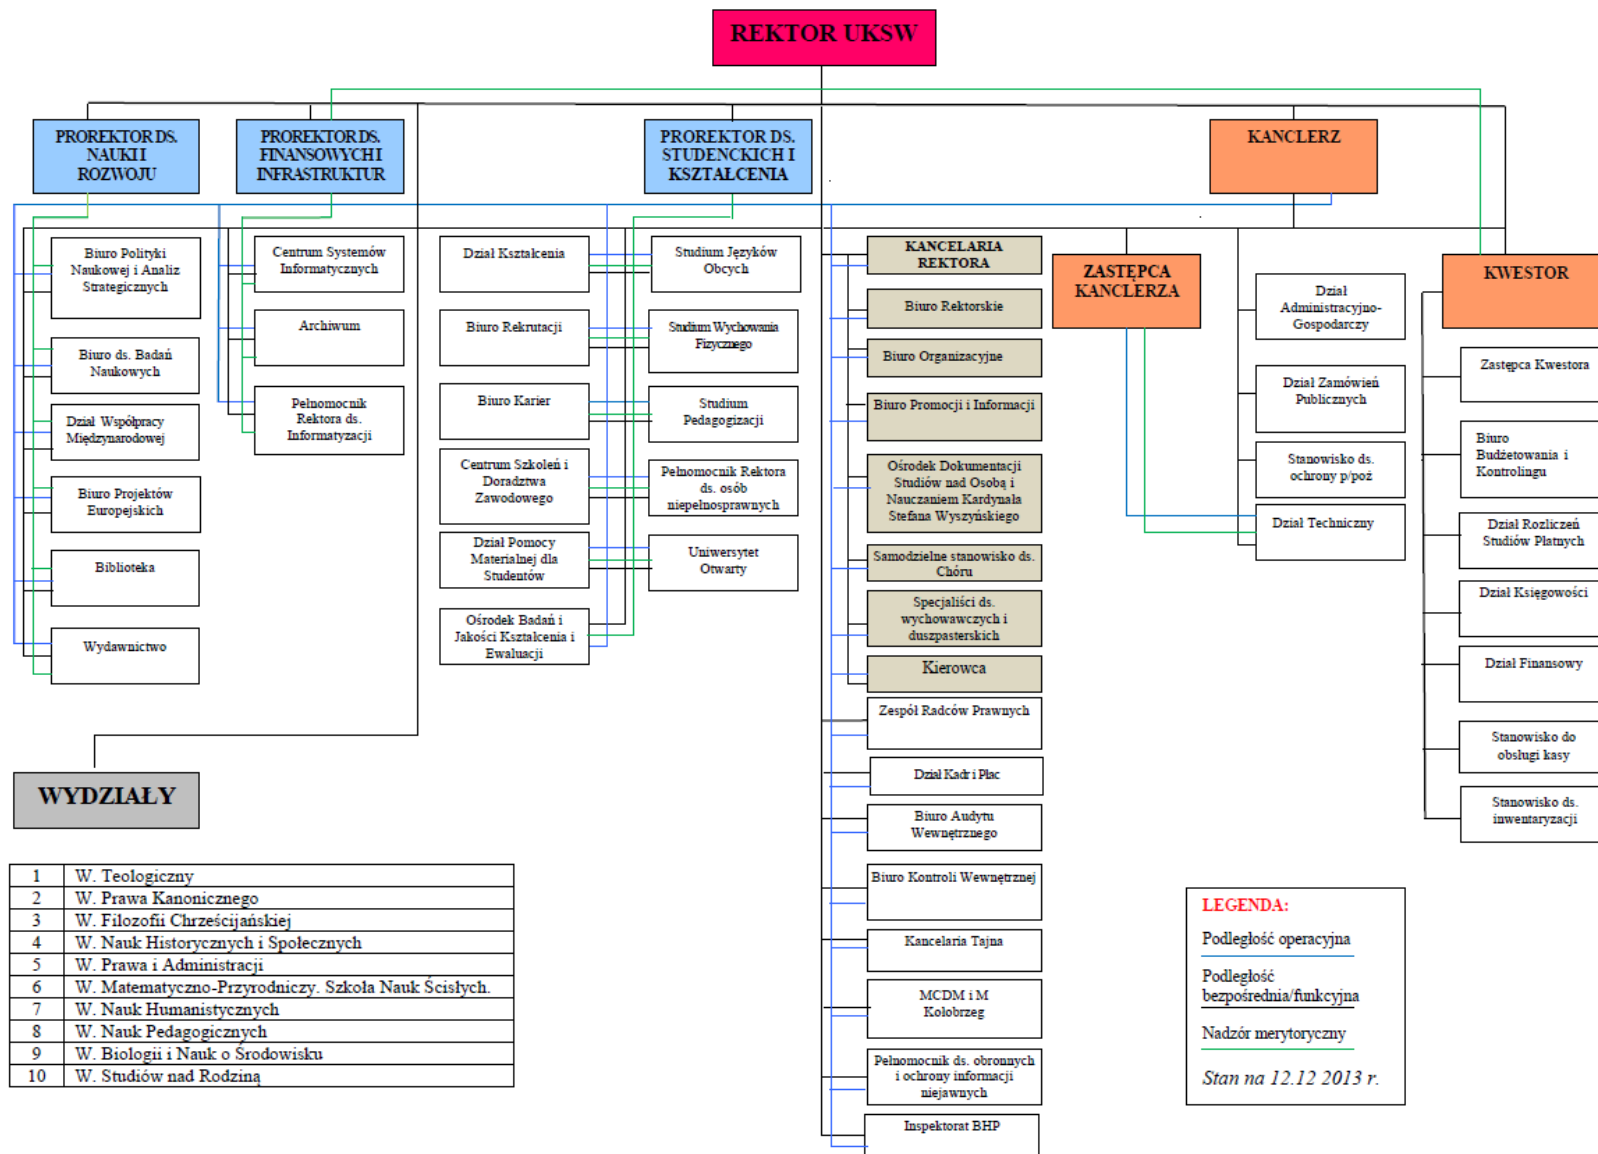 REKTOR UKSW
PROREKTOR DS.
NAUKI I
ROZWOJU
PROREKTOR DS.
FINANSOWYCH I
INFRASTRUKTUR
PROREKTOR DS.
STUDENCKICH I
KSZTAŁCENIA
KANCLERZ
Biuro Polityki
Naukowej i Analiz
Strategicznych
Biuro ds. Badań
Naukowych
Dział Współpracy
Międzynarodowej
Biuro Projektów
Europejskich
Biblioteka
Wydawnictwo
Centrum Systemów
Informatycznych
Archiwum
Pełnomocnik
Rektora ds.
Informatyzacji
Dział Kształcenia
Biuro Rekrutacji
Biuro Karier
Centrum Szkoleń i
Doradztwa
Zawodowego
Dział Pomocy
Materialnej dla
Studentów
Ośrodek Badań i
Jakości Kształcenia i
Ewaluacji
Studium Języków
Obcych
Studium Wychowania
Fizycznego
Studium
Pedagogizacji
Pełnomocnik Rektora
ds. osób
niepełnosprawnych
Uniwersytet
Otwarty
KANCELARIA
REKTORA
Biuro Rektorskie
Biuro Organizacyjne
Biuro Promocji i Informacji
Ośrodek Dokumentacji
Studiów nad Osobą i
Nauczaniem Kardynała
Stefana Wyszyńskiego
Samodzielne stanowisko ds.
Chóru
Specjaliści ds.
wychowawczych i
duszpasterskich
Kierowca
Zespół Radców Prawnych
Dział Kadr i Płac
Biuro Audytu
Wewnętrznego
Biuro Kontroli Wewnętrznej
Kancelaria Tajna
MCDM i M
Kołobrzeg
Pełnomocnik ds. obronnych
i ochrony informacji
niejawnych
Inspektorat BHP
ZASTĘPCA
KANCLERZA
Dział
Administracyjno-
Gospodarczy
Dział Zamówień
Publicznych
Stanowisko ds.
ochrony p/poż
Dział Techniczny
KWESTOR
Zastępca Kwestora
Biuro
Budżetowania i
Kontrolingu
Dział Rozliczeń
Studiów Płatnych
Dział Księgowości
Dział Finansowy
Stanowisko do
obsługi kasy
Stanowisko ds.
inwentaryzacji
WYDZIAŁY
1 W. Teologiczny
2 W. Prawa Kanonicznego
3 W. Filozofii Chrześcijańskiej
4 W. Nauk Historycznych i Społecznych
5 W. Prawa i Administracji
6 W. Matematyczno-Przyrodniczy. Szkoła Nauk Ścisłych.
7 W. Nauk Humanistycznych
8 W. Nauk Pedagogicznych
9 W. Biologii i Nauk o Środowisku
10 W. Studiów nad Rodziną
LEGENDA:
Podległość operacyjna
Podległość
bezpośrednia/funkcyjna
Nadzór merytoryczny
Stan na 12.12 2013 r.